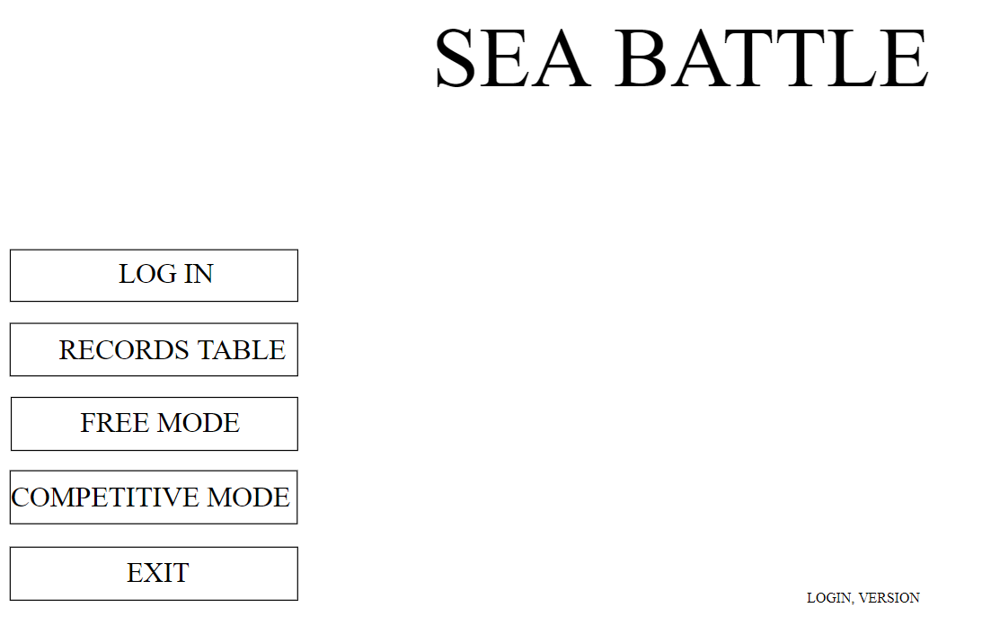 SEA BATTLE
LOG IN
RECORDS TABLE
FREE MODE
COMPETITIVE MODE
EXIT
LOGIN, VERSION